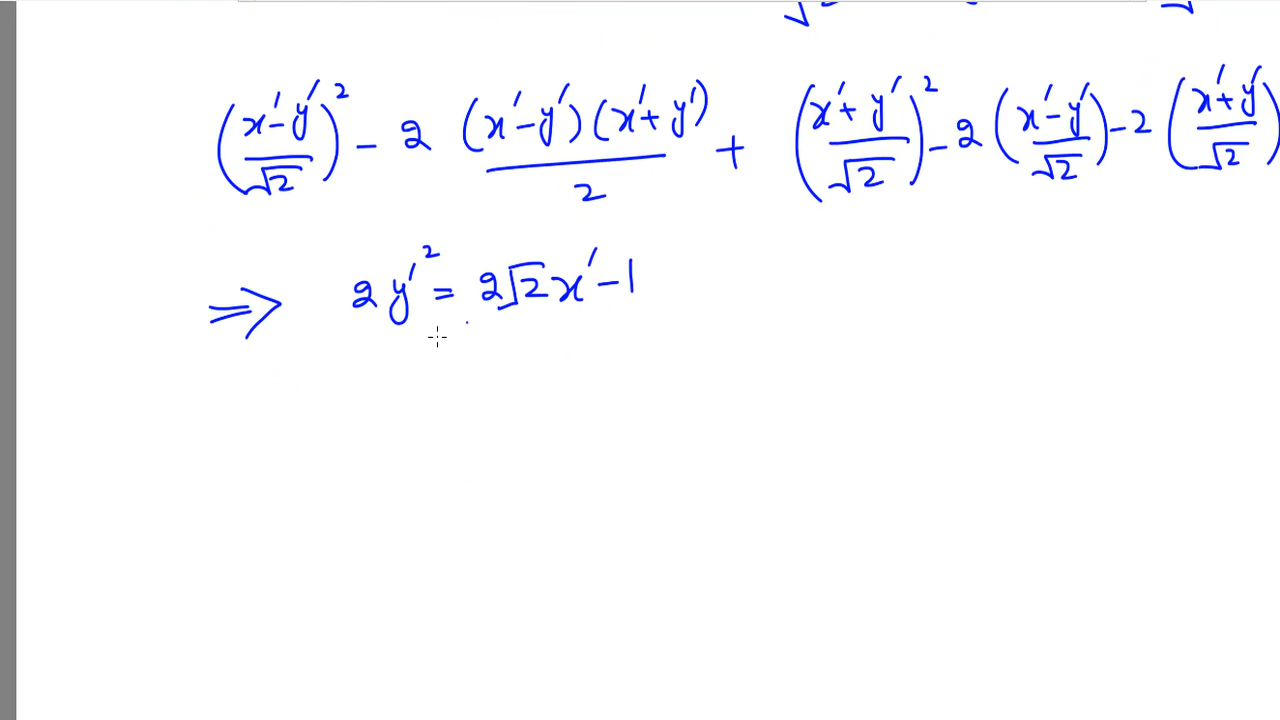 (x′-y′/√2)² - 2 (x′-y′)(x′+y′)/2 + (x′+y′/√2)² - 2(x′-y′/√2) - 2(x′+y′/√2)
⇒ 2y′² = 2√2x′ - 1